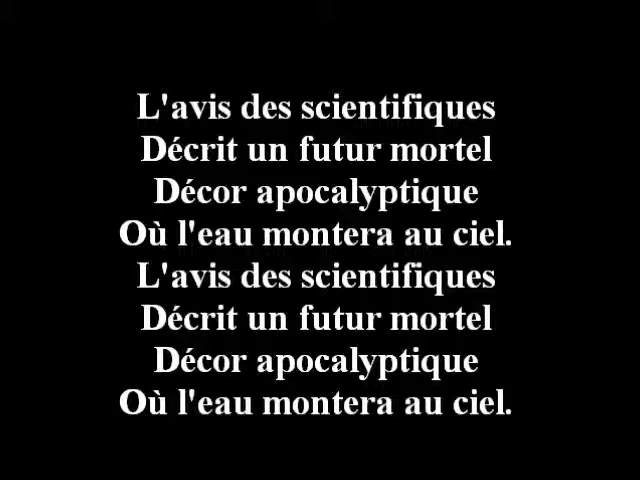 L'avis des scientifiques
Décrit un futur mortel
Décor apocalyptique
Où l'eau montera au ciel.
L'avis des scientifiques
Décrit un futur mortel
Décor apocalyptique
Où l'eau montera au ciel.